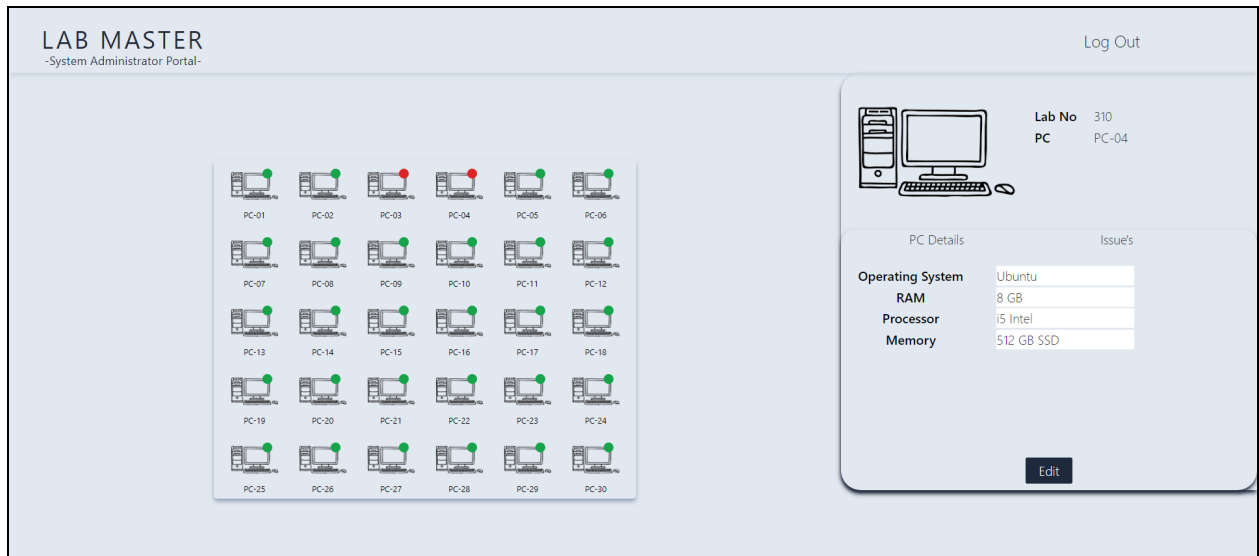 LAB MASTER
-System Administrator Portal-
Log Out
Lab No 310
PC PC-04
PC-01 PC-02 PC-03 PC-04 PC-05 PC-06
PC-07 PC-08 PC-09 PC-10 PC-11 PC-12
PC-13 PC-14 PC-15 PC-16 PC-17 PC-18
PC-19 PC-20 PC-21 PC-22 PC-23 PC-24
PC-25 PC-26 PC-27 PC-28 PC-29 PC-30
PC Details Issue's
Operating System Ubuntu
RAM 8 GB
Processor i5 Intel
Memory 512 GB SSD
Edit